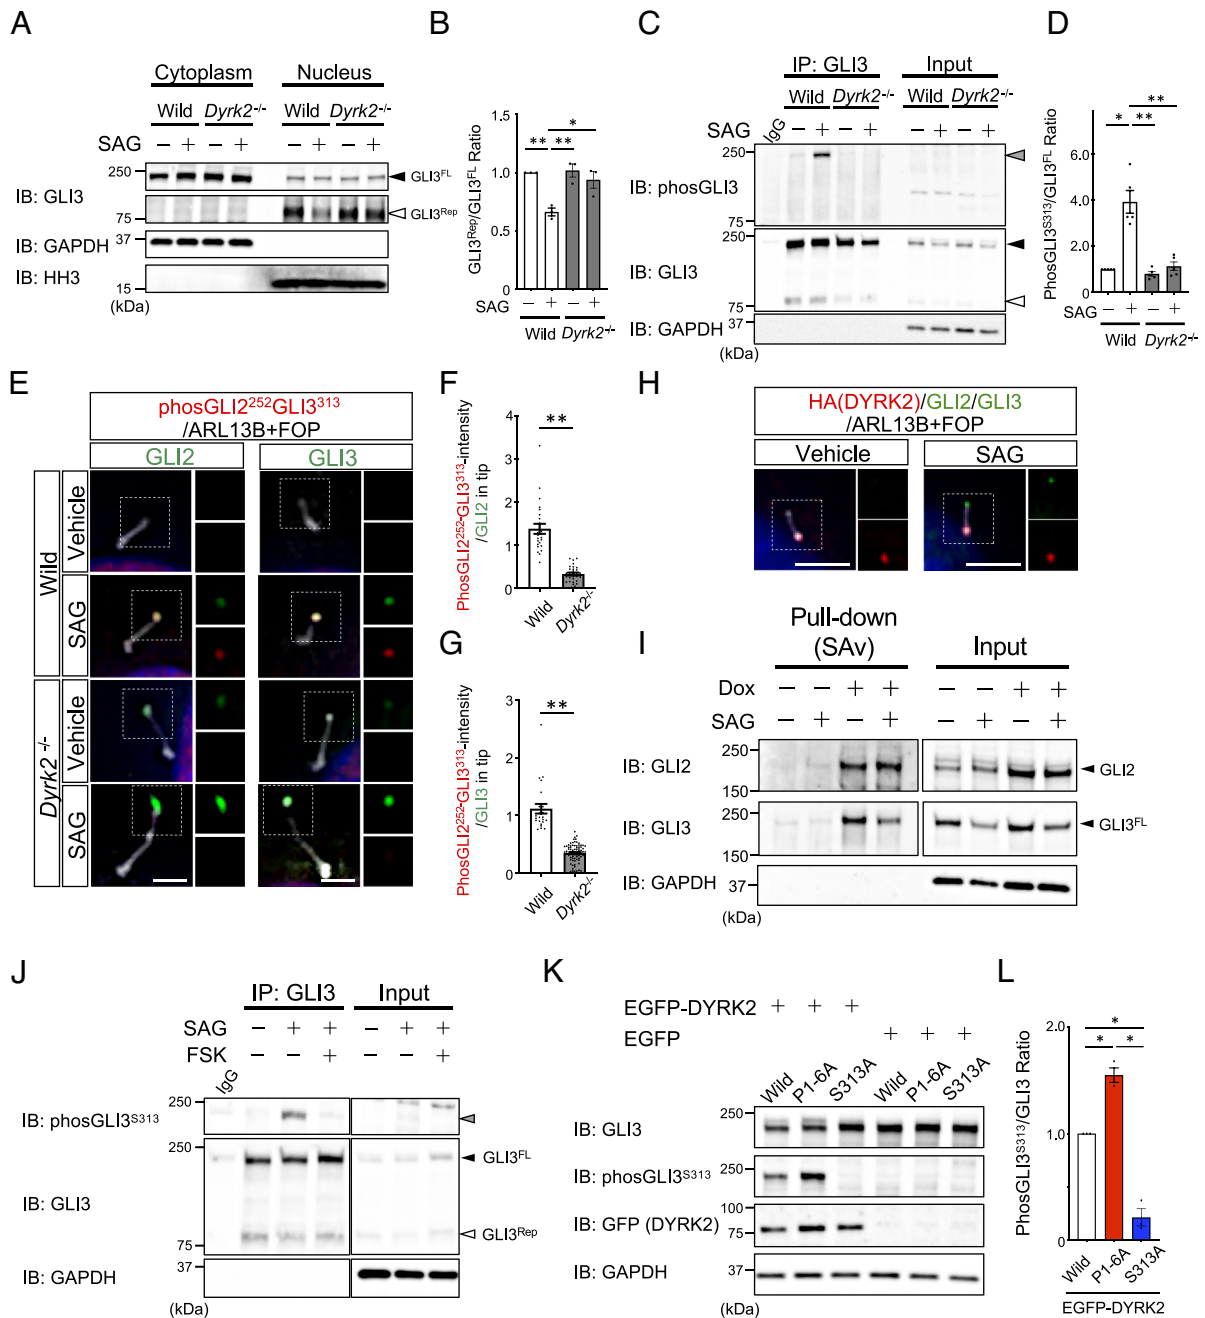 A
Cytoplasm Nucleus
Wild Dyrk2-/- Wild Dyrk2-/-
SAG − + − + − + − +
IB: GLI3
250
GLI3FL
75
GLI3Rep
IB: GAPDH
37
IB: HH3
15
(kDa)
B
GLI3Rep/GLI3FL Ratio
1.5
1.0
0.5
0
** ** *
− + − +
SAG
Wild Dyrk2-/-
C
IP: GLI3 Input
Wild Dyrk2-/- Wild Dyrk2-/-
SAG IgG − + − + − + − +
IB: phosGLI3
250
75
IB: GLI3
250
75
IB: GAPDH
37
(kDa)
D
PhosGLI3S313/GLI3FL Ratio
6.0
4.0
2.0
0
* ** **
SAG − + − +
Wild Dyrk2-/-
E
phosGLI2252GLI3313
/ARL13B+FOP
GLI2 GLI3
Wild
Vehicle
SAG
Dyrk2 -/-
Vehicle
SAG
F
PhosGLI2252-GLI3313-intensity
/GLI2 in tip
4
3
2
1
0
**
Wild Dyrk2-/-
G
PhosGLI2252-GLI3313-intensity
/GLI3 in tip
3
2
1
0
**
Wild Dyrk2-/-
H
HA(DYRK2)/GLI2/GLI3
/ARL13B+FOP
Vehicle SAG
I
Pull-down
(SAv) Input
Dox − − + + − − + +
SAG − + − + − + − +
IB: GLI2
250
150
GLI2
IB: GLI3
250
150
GLI3FL
IB: GAPDH
37
(kDa)
J
IP: GLI3 Input
SAG − + + − + +
FSK − − + − − +
IgG
IB: phosGLI3S313
250
IB: GLI3
250
GLI3FL
GLI3Rep
75
IB: GAPDH
37
(kDa)
K
EGFP-DYRK2 + + +
EGFP + + +
Wild P1-6A S313A Wild P1-6A S313A
IB: GLI3
250
IB: phosGLI3S313
250
IB: GFP (DYRK2)
100
75
IB: GAPDH
37
(kDa)
L
PhosGLI3S313/GLI3 Ratio
2.0
1.0
0
* * *
Wild P1-6A S313A
EGFP-DYRK2